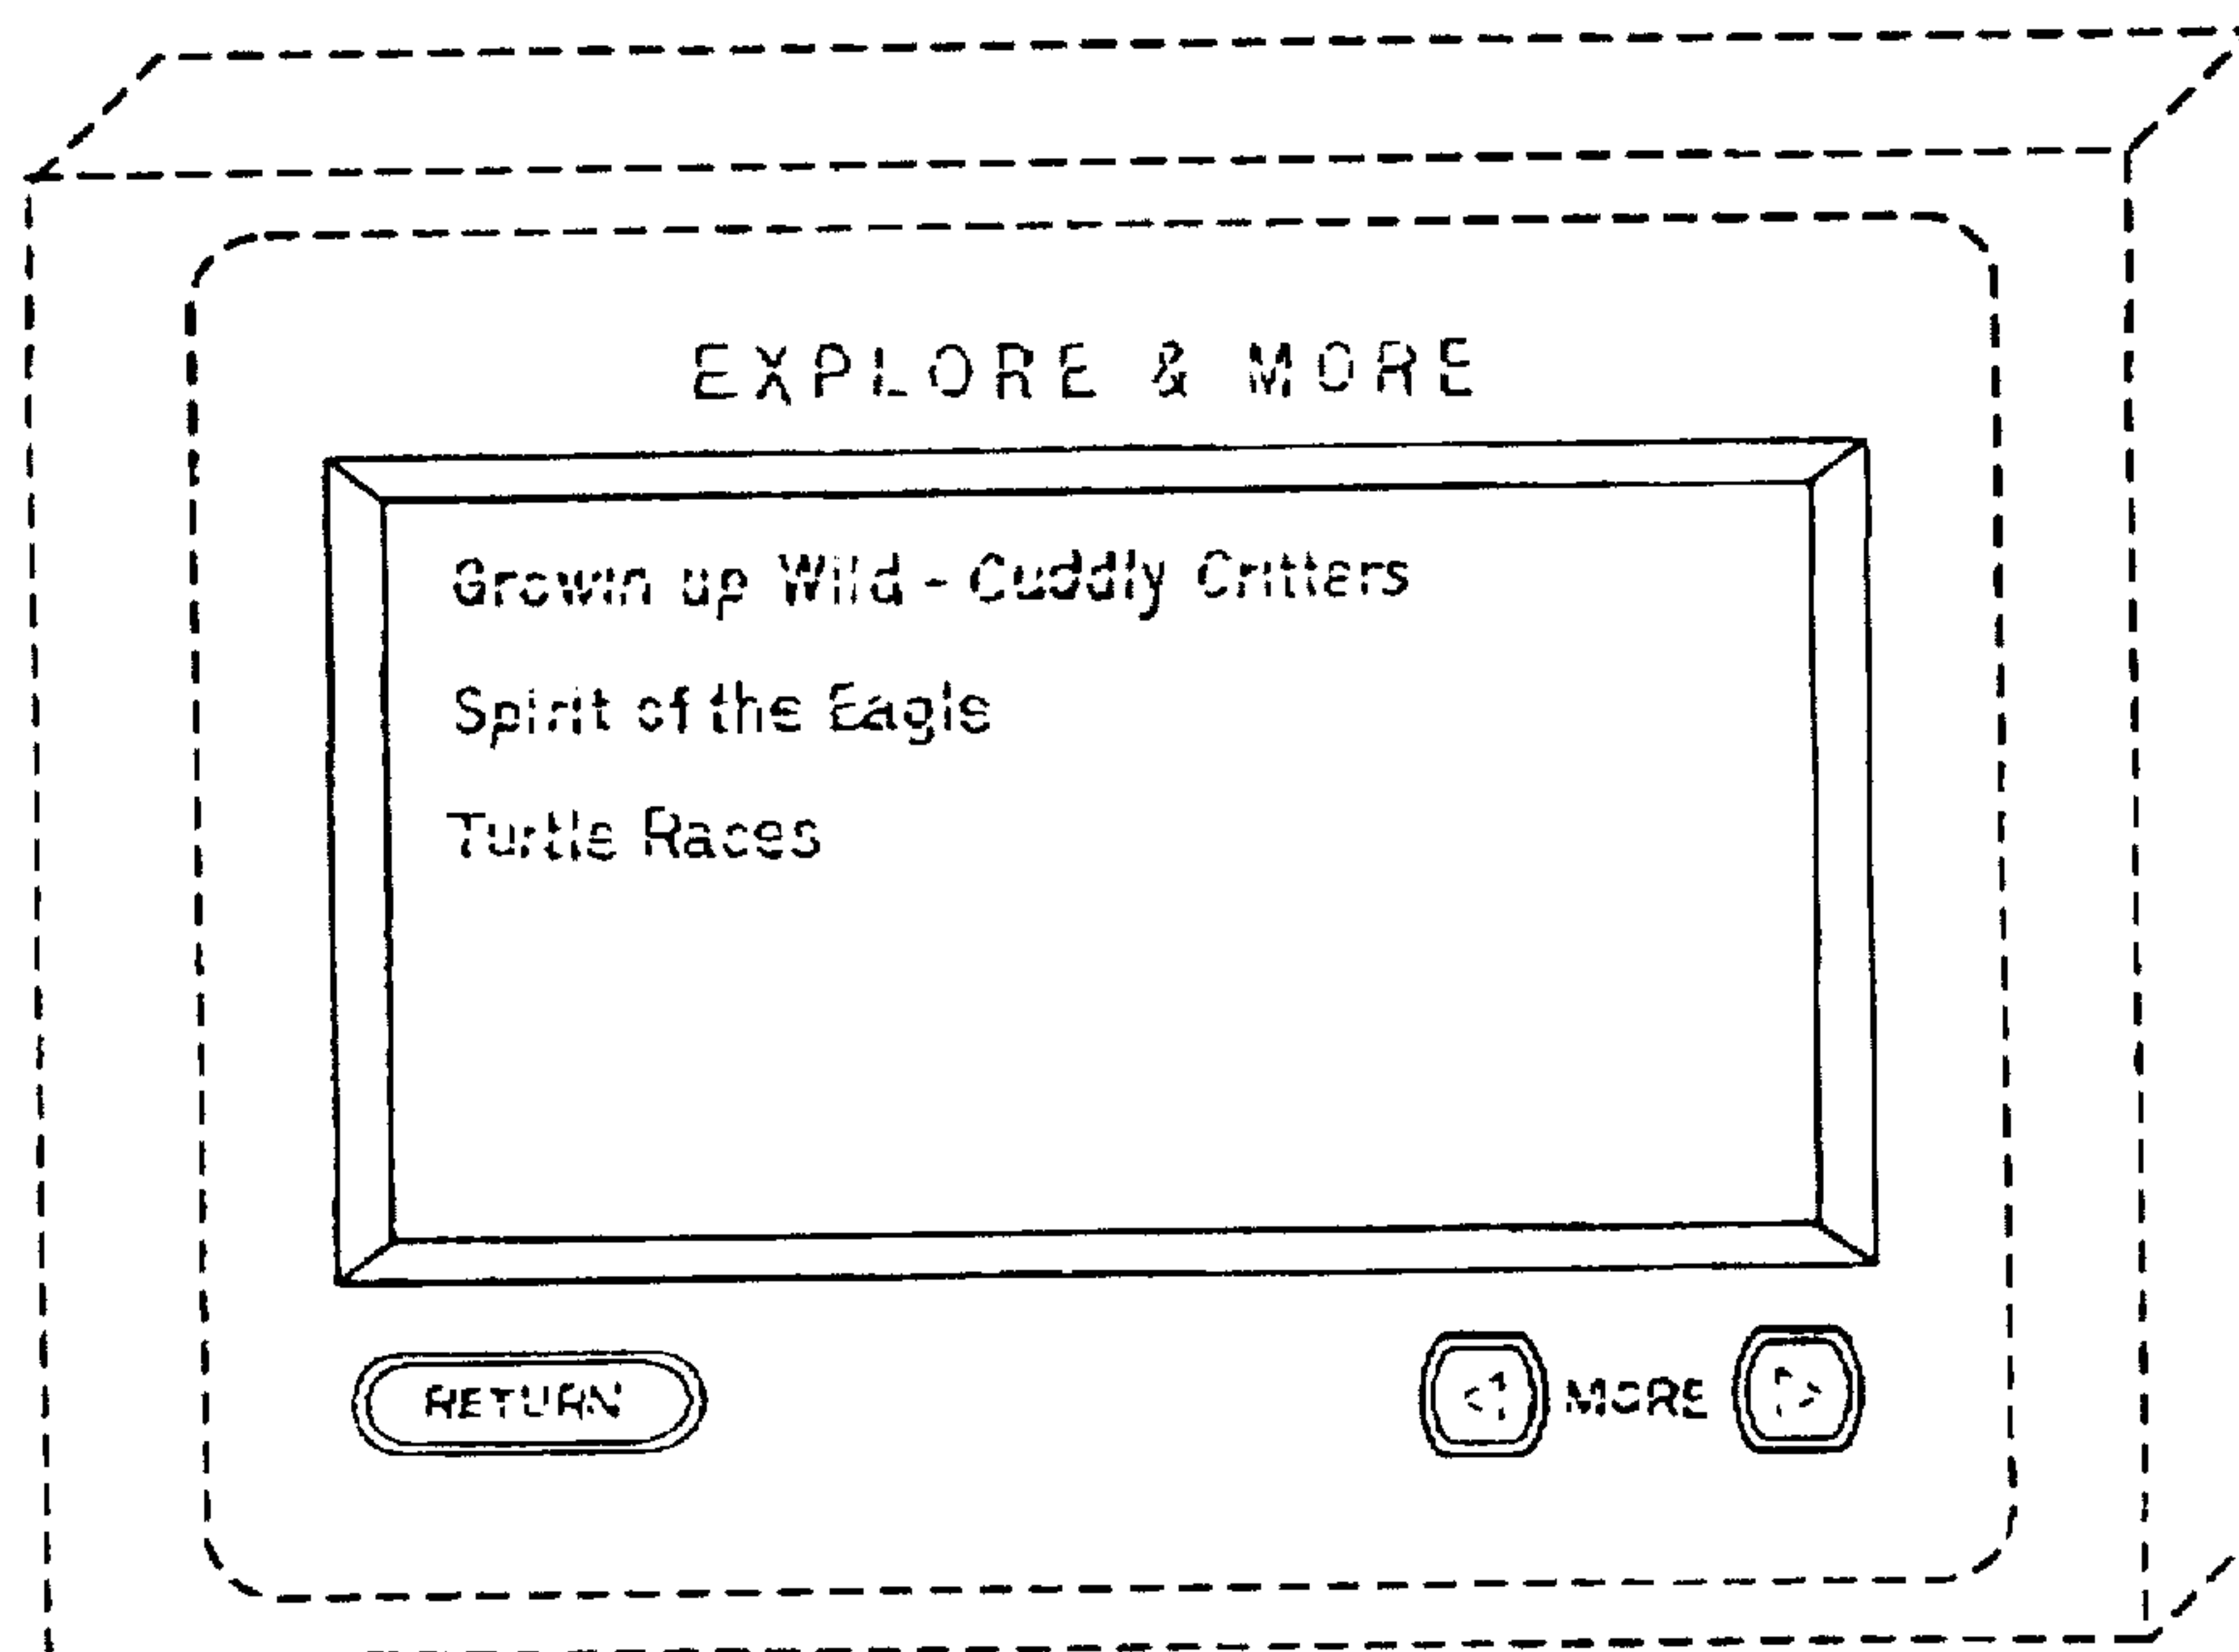 EXPLORE & MORE
Growin up Wild - Cuddly Critters
Spirit of the Eagle
Turtle Races
RETURN
MORE